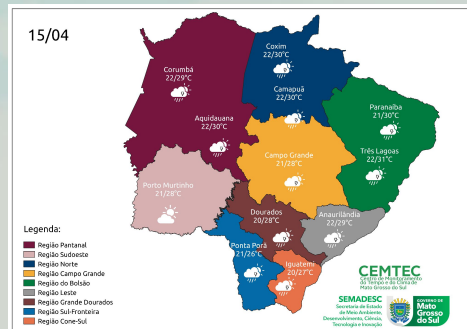 15/04
Coxim
22/30°C
Corumbá
22/29°C
Camapuã
22/30°C
Paranaíba
21/30°C
Aquidauana
22/30°C
Campo Grande
21/28°C
Três Lagoas
22/31°C
Porto Murtinho
21/28°C
Dourados
20/28°C
Anaurilândia
22/29°C
Ponta Porã
21/26°C
Iguatemi
20/27°C
Legenda:
Região Pantanal
Região Sudoeste
Região Norte
Região Campo Grande
Região do Bolsão
Região Leste
Região Grande Dourados
Região Sul-Fronteira
Região Cone-Sul
CEMTEC
Centro de Monitoramento
do Tempo e do Clima de
Mato Grosso do Sul
SEMADESC
Secretaria de Estado
de Meio Ambiente,
Desenvolvimento, Ciência,
Tecnologia e Inovação
GOVERNO DE
Mato
Grosso
do Sul